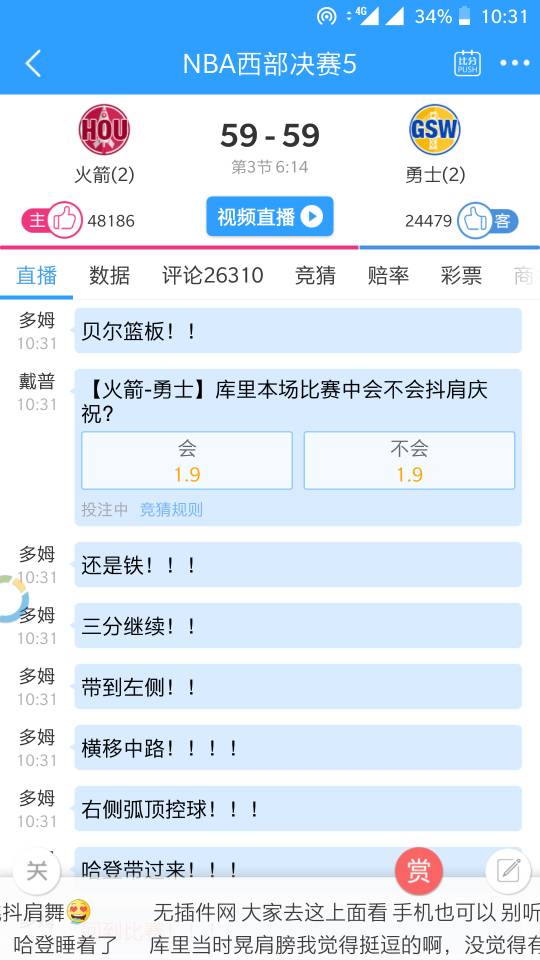 4G 34% 10:31
NBA西部决赛5
比分
PUSH
HOU
59 - 59
GSW
火箭(2)
第3节 6:14
勇士(2)
主 48186
视频直播
24479 客
直播 数据 评论26310 竞猜 赔率 彩票 商
多姆
10:31
贝尔篮板！！
戴普
10:31
【火箭-勇士】库里本场比赛中会不会抖肩庆
祝？
会
1.9
不会
1.9
投注中 竞猜规则
多姆
10:31
还是铁！！！
多姆
10:31
三分继续！！
多姆
10:31
带到左侧！！
多姆
10:31
横移中路！！！！
多姆
10:31
右侧弧顶控球！！！
哈登带过来！！！
关
赏
抖肩舞😍 无插件网 大家去这上面看 手机也可以 别听
哈登睡着了 库里当时晃肩膀我觉得挺逗的啊，没觉得有